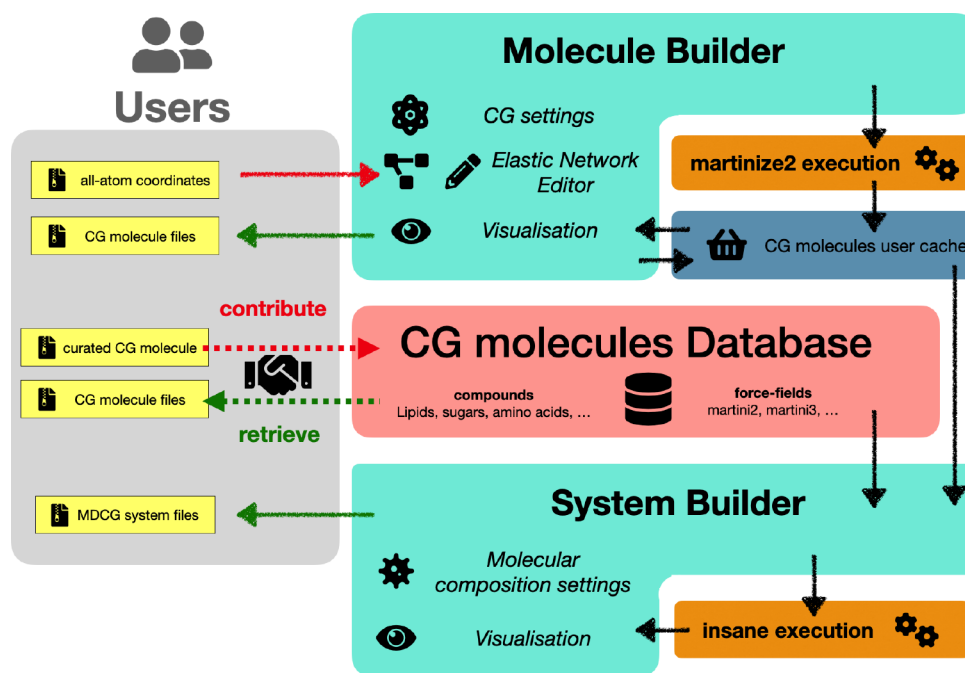 Users
all-atom coordinates
CG molecule files
contribute
curated CG molecule
CG molecule files
retrieve
MDCG system files
Molecule Builder
CG settings
Elastic Network
Editor
Visualisation
martinize2 execution
CG molecules user cache
CG molecules Database
compounds
Lipids, sugars, amino acids, ...
force-fields
martini2, martini3, ...
System Builder
Molecular
composition settings
Visualisation
insane execution